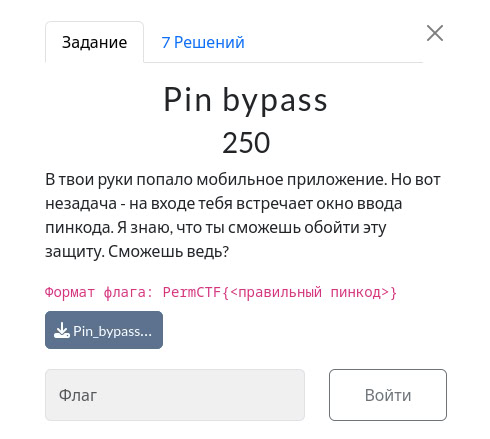 Задание
7 Решений
Pin bypass
250
В твои руки попало мобильное приложение. Но вот
незадача - на входе тебя встречает окно ввода
пинкода. Я знаю, что ты сможешь обойти эту
защиту. Сможешь ведь?
Формат флага: PermCTF{<правильный пинкод>}
Pin_bypass...
Флаг
Войти